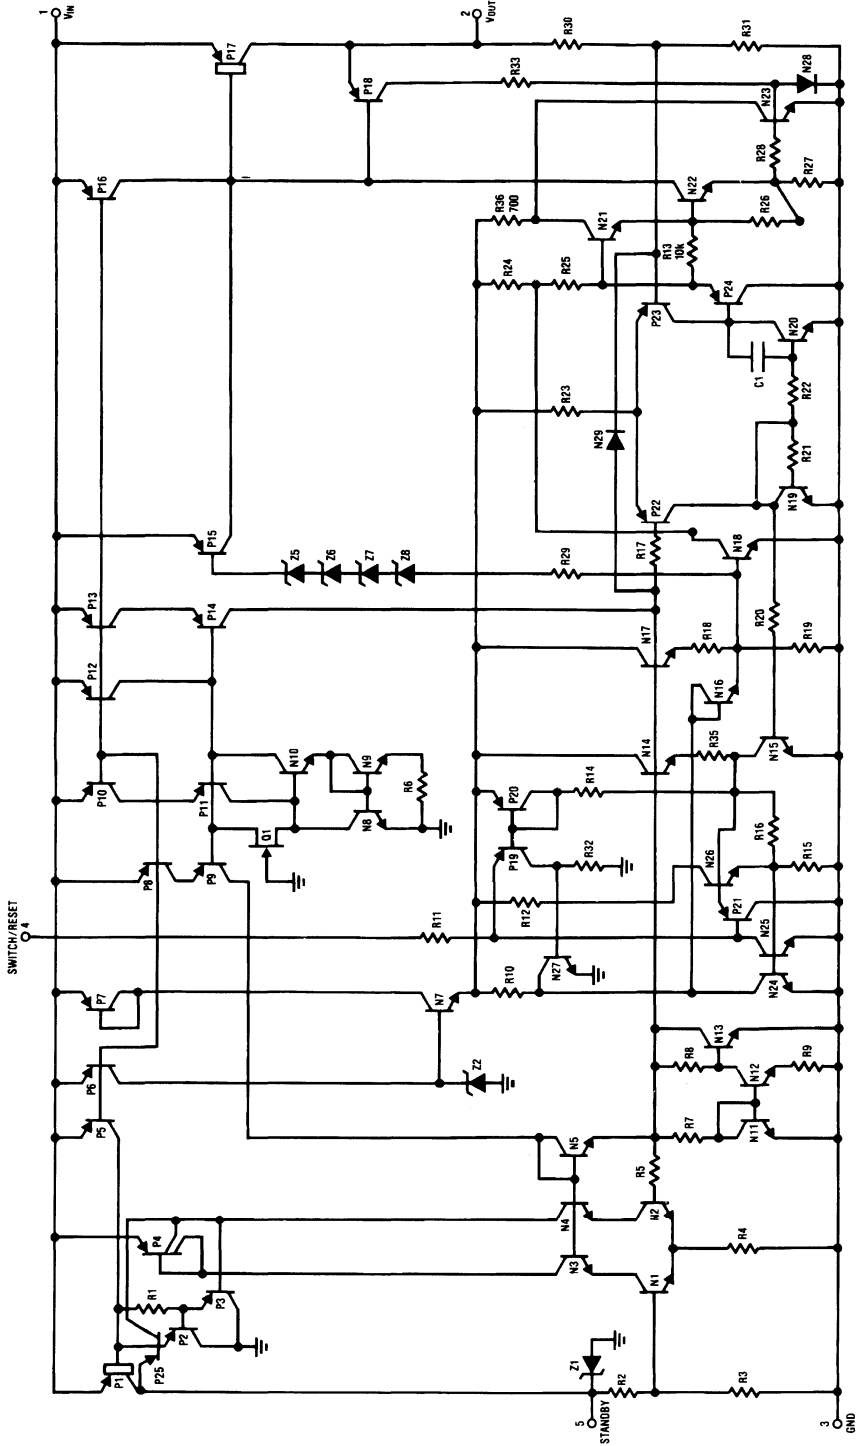 1
VIN
2
VOUT
SWITCH/RESET
4
5
STANDBY
3
GND
P17
R30
R31
P18
R33
N28
N23
P16
R28
R27
N22
R36
700
N21
R26
R13
10k
R24
R25
P24
P23
N20
C1
R23
R22
N29
R21
N19
P22
P15
Z5
Z6
Z7
Z8
R29
R17
N18
P13
P14
R20
N17
R18
R19
P12
N16
P10
P11
N10
N9
N14
R35
N15
R6
Q1
N8
P20
R14
P8
P9
P19
R32
R16
N26
R15
R12
P21
R11
N25
N27
P7
N7
R10
N24
P6
Z2
N13
R8
N12
R9
P5
N5
R7
N11
R5
P4
N4
N2
N3
R4
R1
P3
N1
P2
P25
P1
Z1
R2
R3